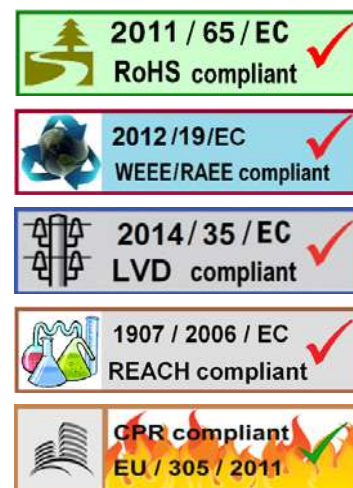 2011 / 65 / EC
RoHS compliant
2012 /19/EC
WEEE/RAEE compliant
2014/ 35 / EC
LVD compliant
1907 / 2006 / EC
REACH compliant
CPR compliant
EU / 305 / 2011